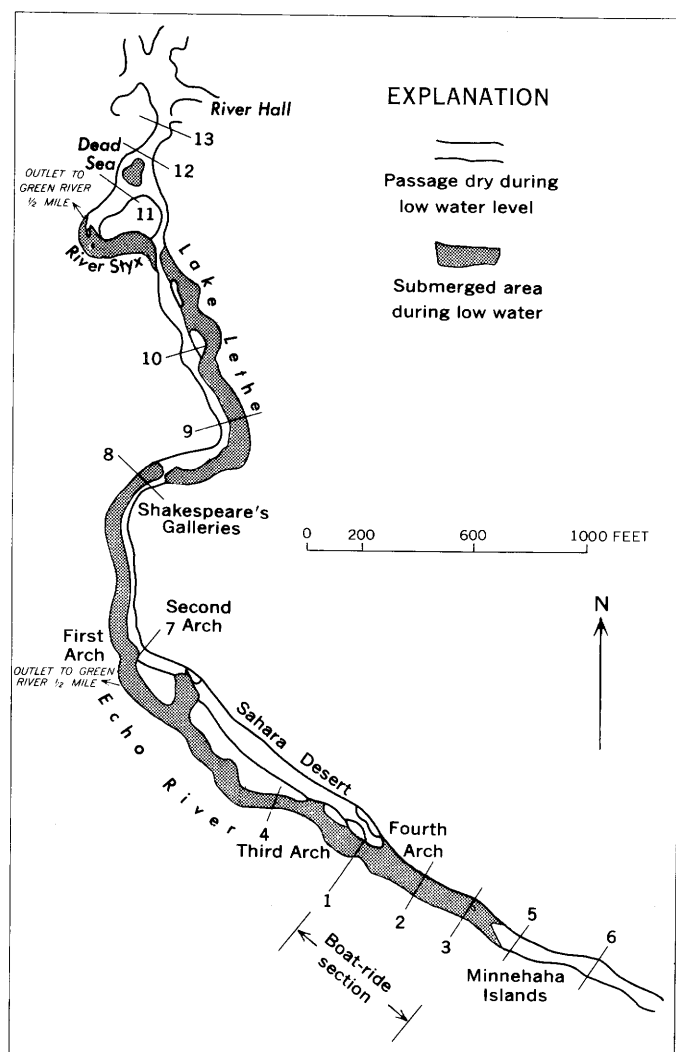 River Hall
13
Dead
Sea
12
OUTLET TO
GREEN RIVER
½ MILE
11
River Styx
Lake Lethe
10
9
8
Shakespeare's
Galleries
EXPLANATION
Passage dry during
low water level
Submerged area
during low water
0 200 600 1000 FEET
N
Second
Arch
7
First
Arch
OUTLET TO GREEN
RIVER ½ MILE
Echo River
Sahara Desert
4
Third Arch
Fourth
Arch
1
2
3
5
6
Minnehaha
Islands
Boat-ride
section